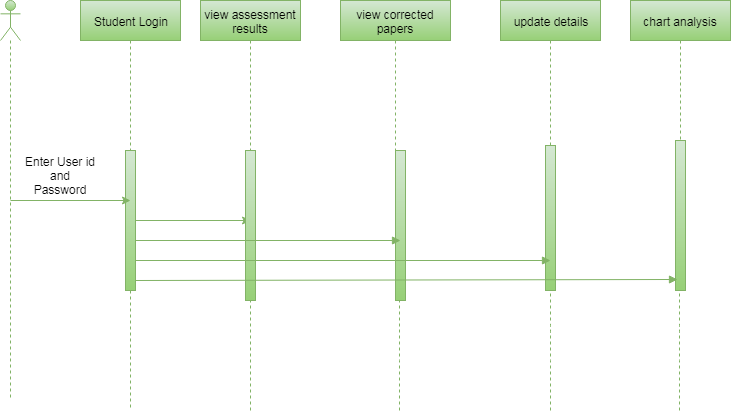 Student Login
view assessment
results
view corrected
papers
update details
chart analysis
Enter User id
and
Password